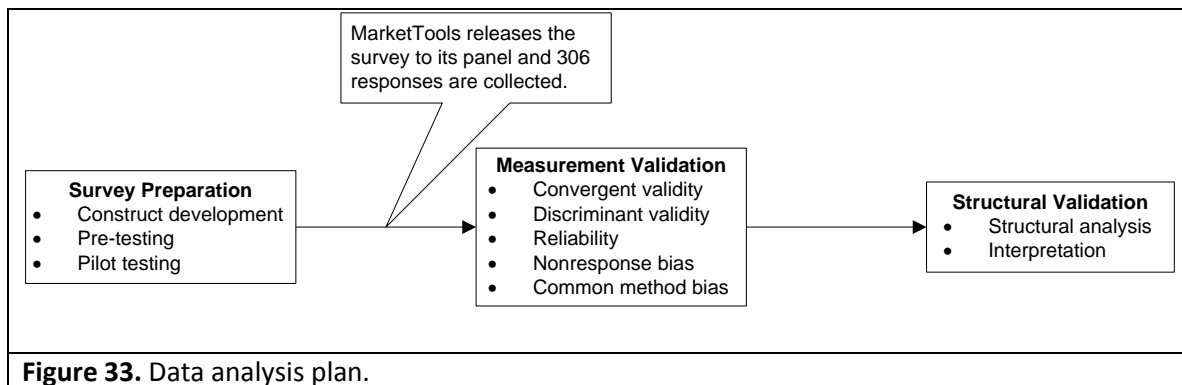 MarketTools releases the
survey to its panel and 306
responses are collected.
Survey Preparation
• Construct development
• Pre-testing
• Pilot testing
Measurement Validation
• Convergent validity
• Discriminant validity
• Reliability
• Nonresponse bias
• Common method bias
Structural Validation
• Structural analysis
• Interpretation
Figure 33. Data analysis plan.